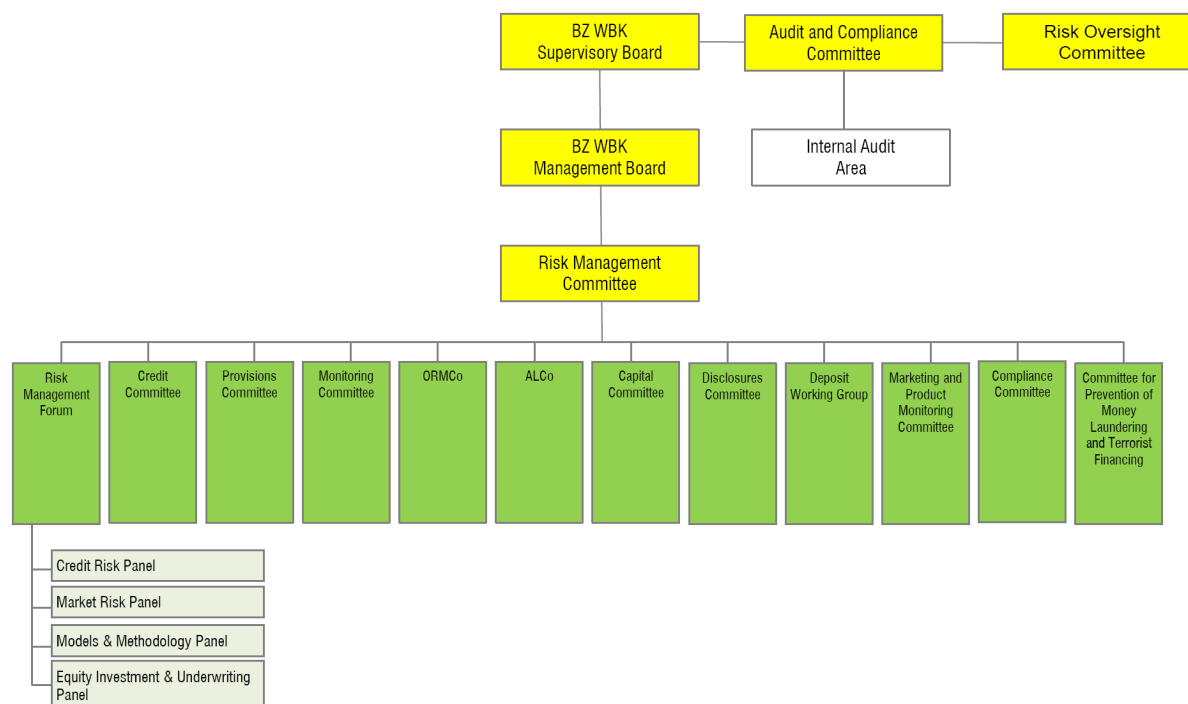 BZ WBK
Supervisory Board
Audit and Compliance
Committee
Risk Oversight
Committee
BZ WBK
Management Board
Internal Audit
Area
Risk Management
Committee
Risk
Management
Forum
Credit
Committee
Provisions
Committee
Monitoring
Committee
ORMCo
ALCo
Capital
Committee
Disclosures
Committee
Deposit
Working Group
Marketing and
Product
Monitoring
Committee
Compliance
Committee
Committee for
Prevention of
Money
Laundering
and Terrorist
Financing
Credit Risk Panel
Market Risk Panel
Models & Methodology Panel
Equity Investment & Underwriting
Panel